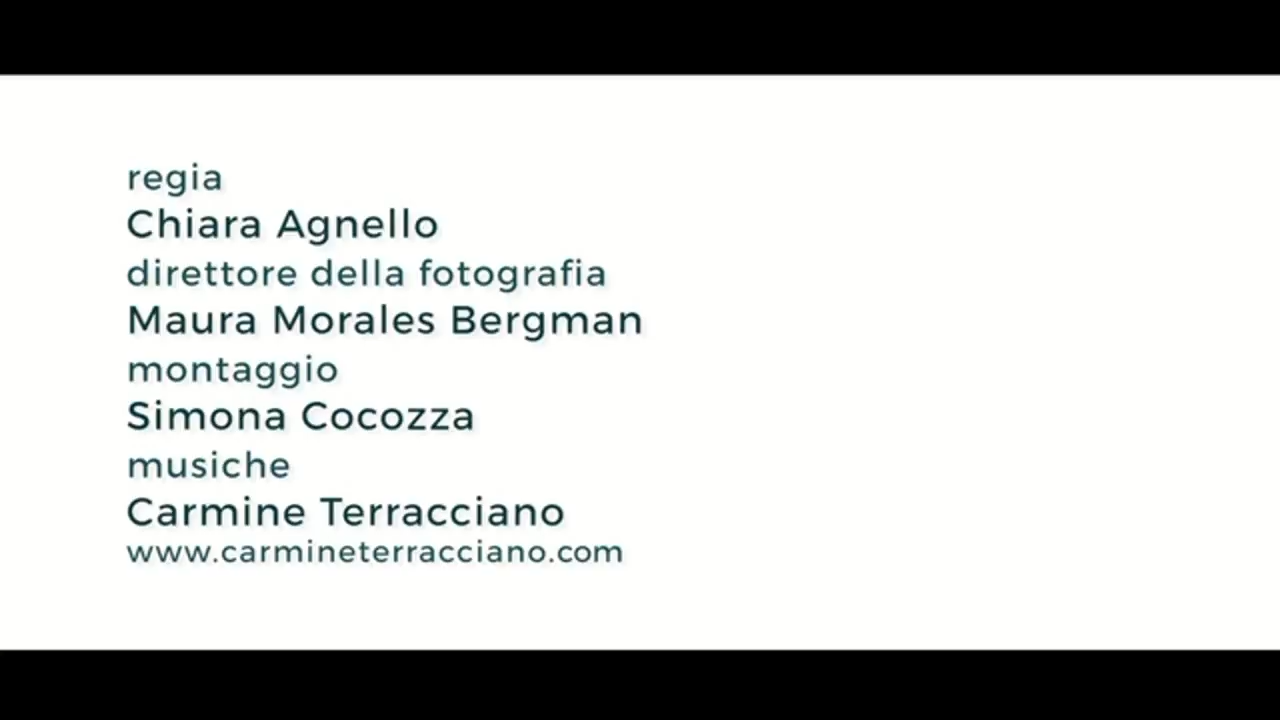 regia
Chiara Agnello
direttore della fotografia
Maura Morales Bergman
montaggio
Simona Cocozza
musiche
Carmine Terracciano
www.carmineterracciano.com